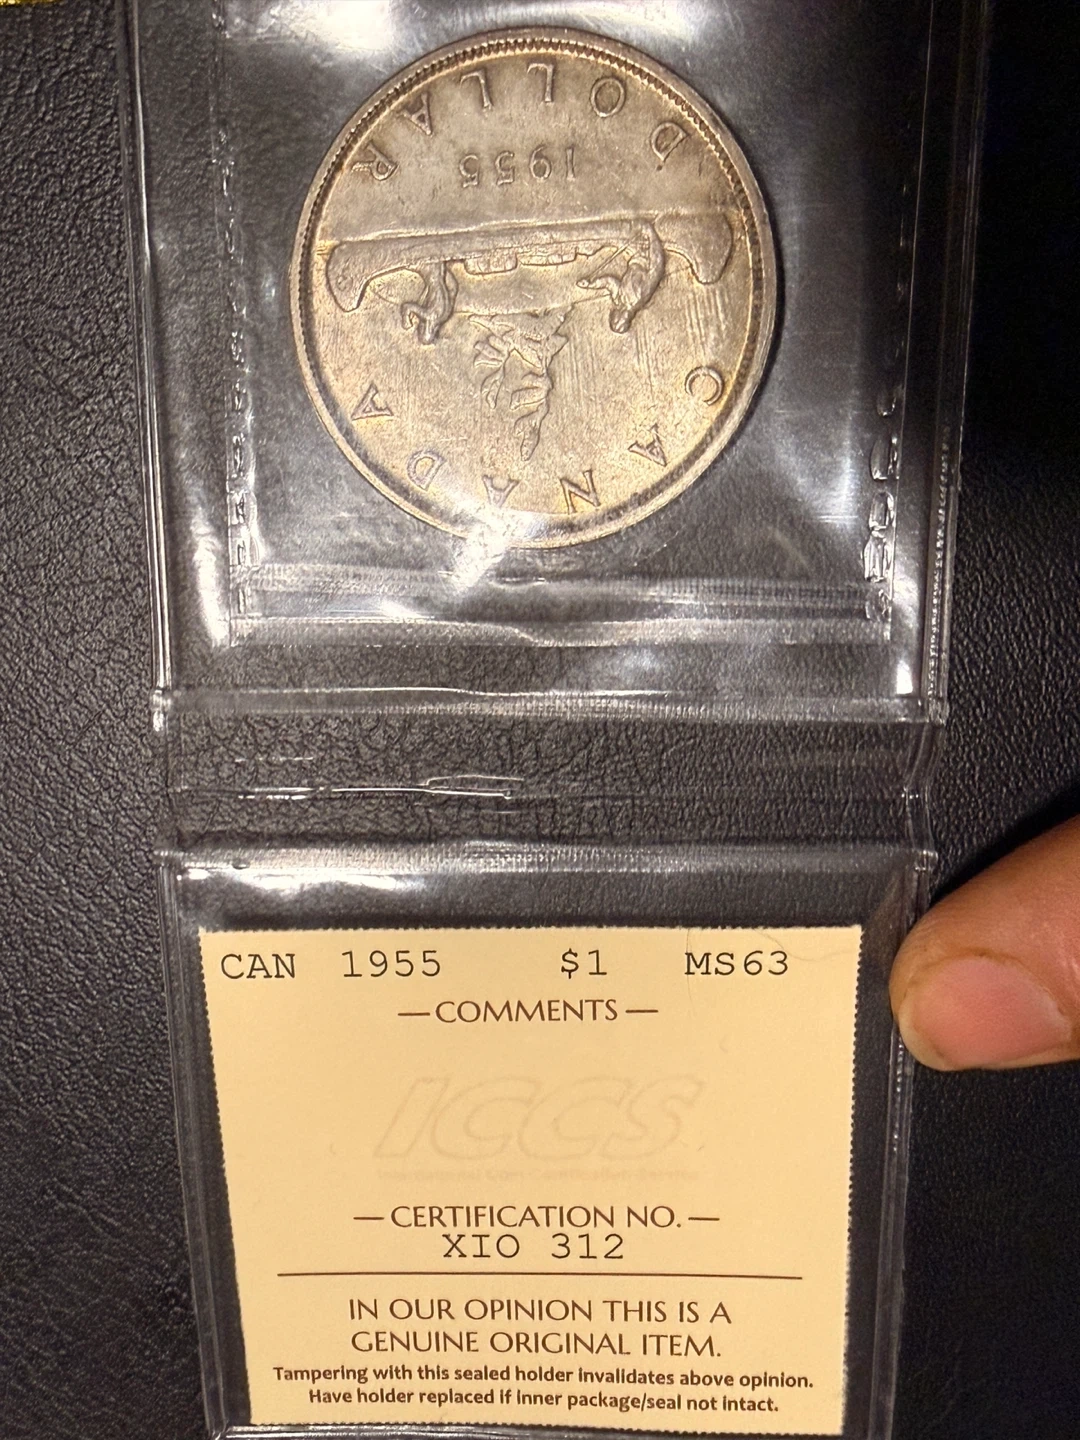 DOLLAR
1955
CANADA
CAN 1955 $1 MS63
—COMMENTS—
ICCS
—CERTIFICATION NO.—
XIO 312
IN OUR OPINION THIS IS A
GENUINE ORIGINAL ITEM.
Tampering with this sealed holder invalidates above opinion.
Have holder replaced if inner package/seal not intact.